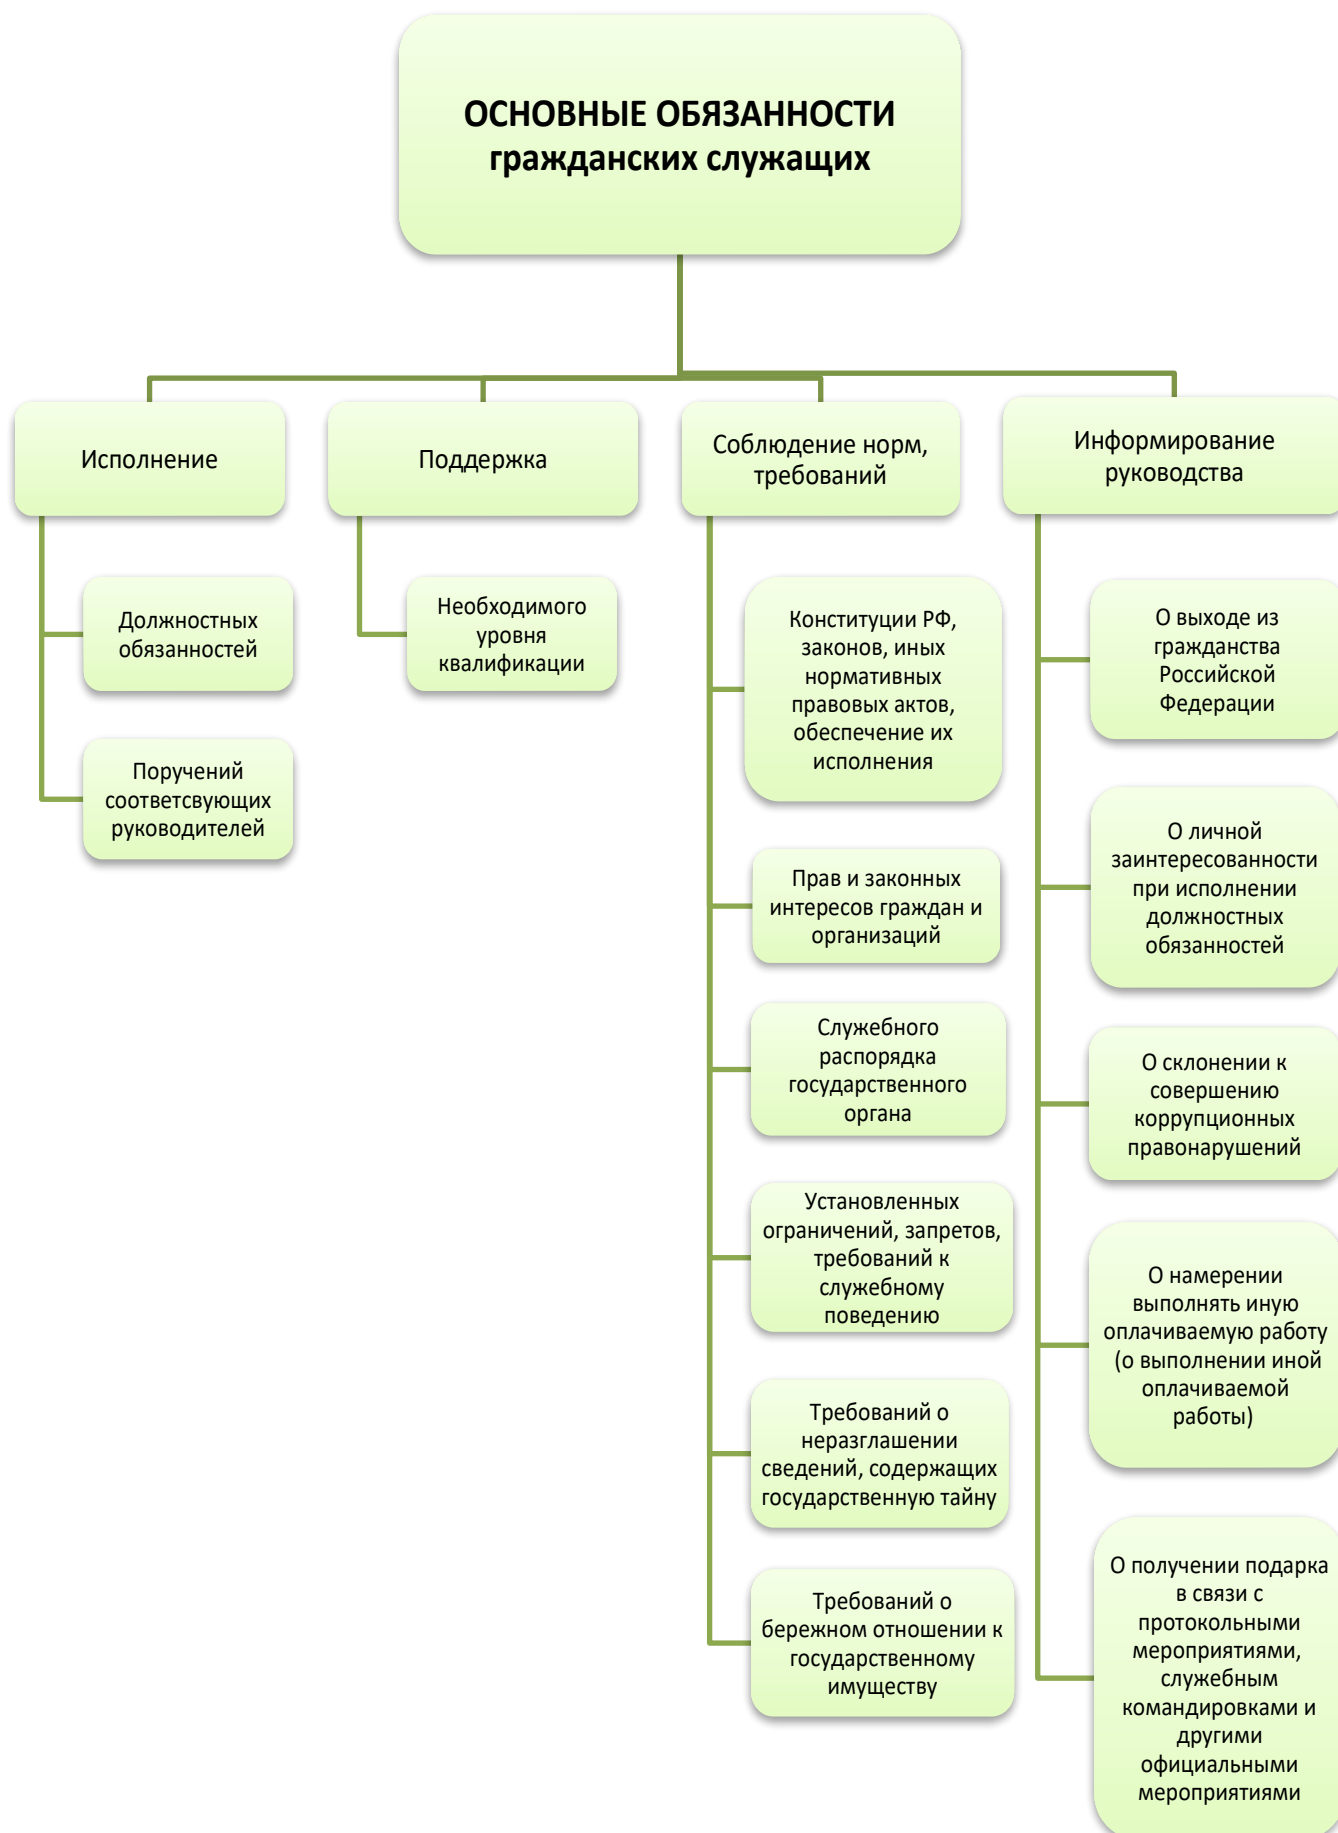 ОСНОВНЫЕ ОБЯЗАННОСТИ
гражданских служащих
Исполнение
Должностных
обязанностей
Поручений
соответсвующих
руководителей
Поддержка
Необходимого
уровня
квалификации
Соблюдение норм,
требований
Конституции РФ,
законов, иных
нормативных
правовых актов,
обеспечение их
исполнения
Прав и законных
интересов граждан и
организаций
Служебного
распорядка
государственного
органа
Установленных
ограничений, запретов,
требований к
служебному
поведению
Требований о
неразглашении
сведений, содержащих
государственную тайну
Требований о
бережном отношении к
государственному
имуществу
Информирование
руководства
О выходе из
гражданства
Российской
Федерации
О личной
заинтересованности
при исполнении
должностных
обязанностей
О склонении к
совершению
коррупционных
правонарушений
О намерении
выполнять иную
оплачиваемую работу
(о выполнении иной
оплачиваемой
работы)
О получении подарка
в связи с
протокольными
мероприятиями,
служебным
командировками и
другими
официальными
мероприятиями